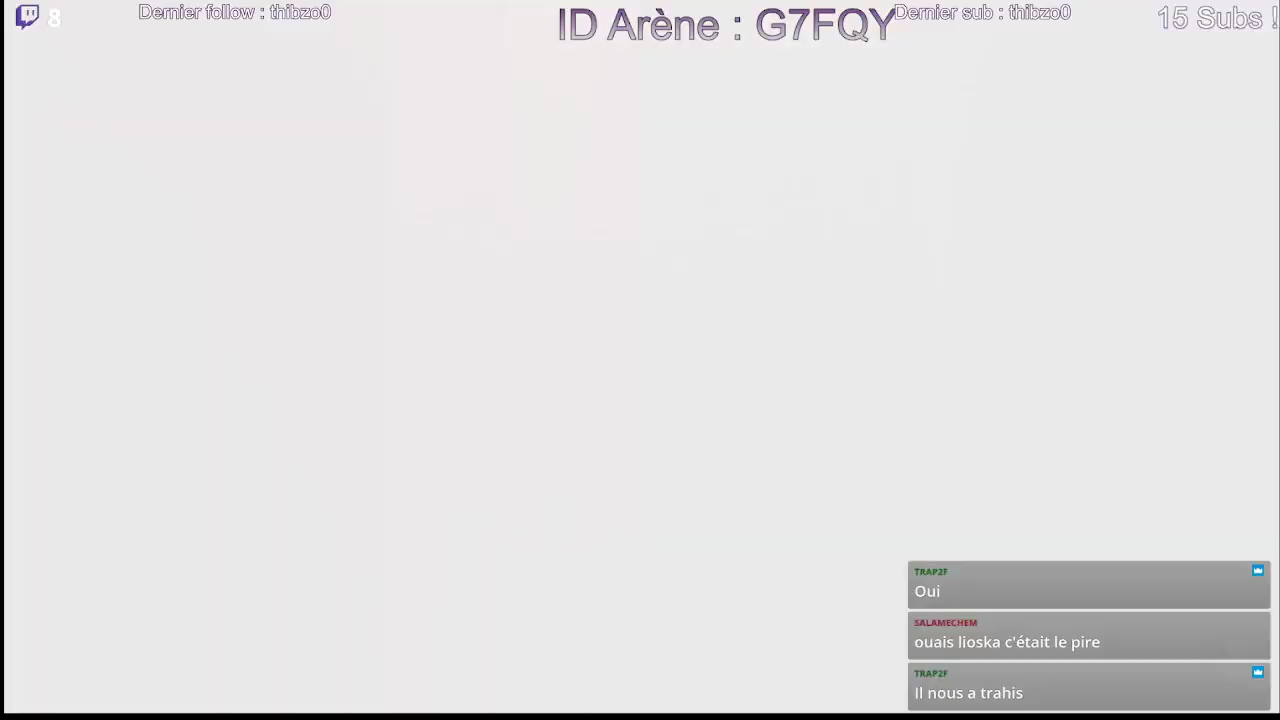 8
Dernier follow : thibzo0
ID Arène : G7FQY
Dernier sub : thibzo0
15 Subs !
TRAP2F
Oui
SALAMECHEM
ouais lioska c'était le pire
TRAP2F
Il nous a trahis